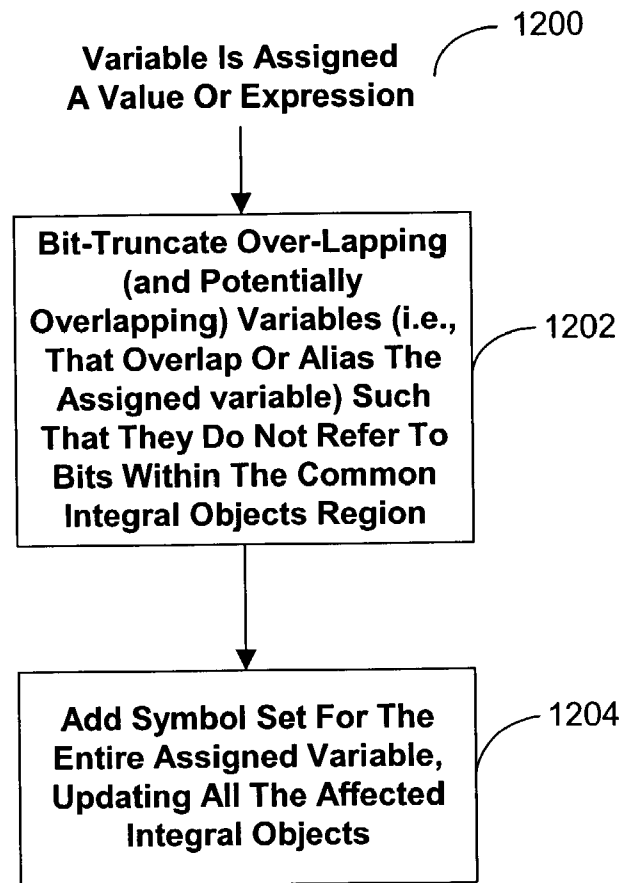 1200
Variable Is Assigned
A Value Or Expression
Bit-Truncate Over-Lapping
(and Potentially
Overlapping) Variables (i.e.,
That Overlap Or Alias The
Assigned variable) Such
That They Do Not Refer To
Bits Within The Common
Integral Objects Region
1202
Add Symbol Set For The
Entire Assigned Variable,
Updating All The Affected
Integral Objects
1204